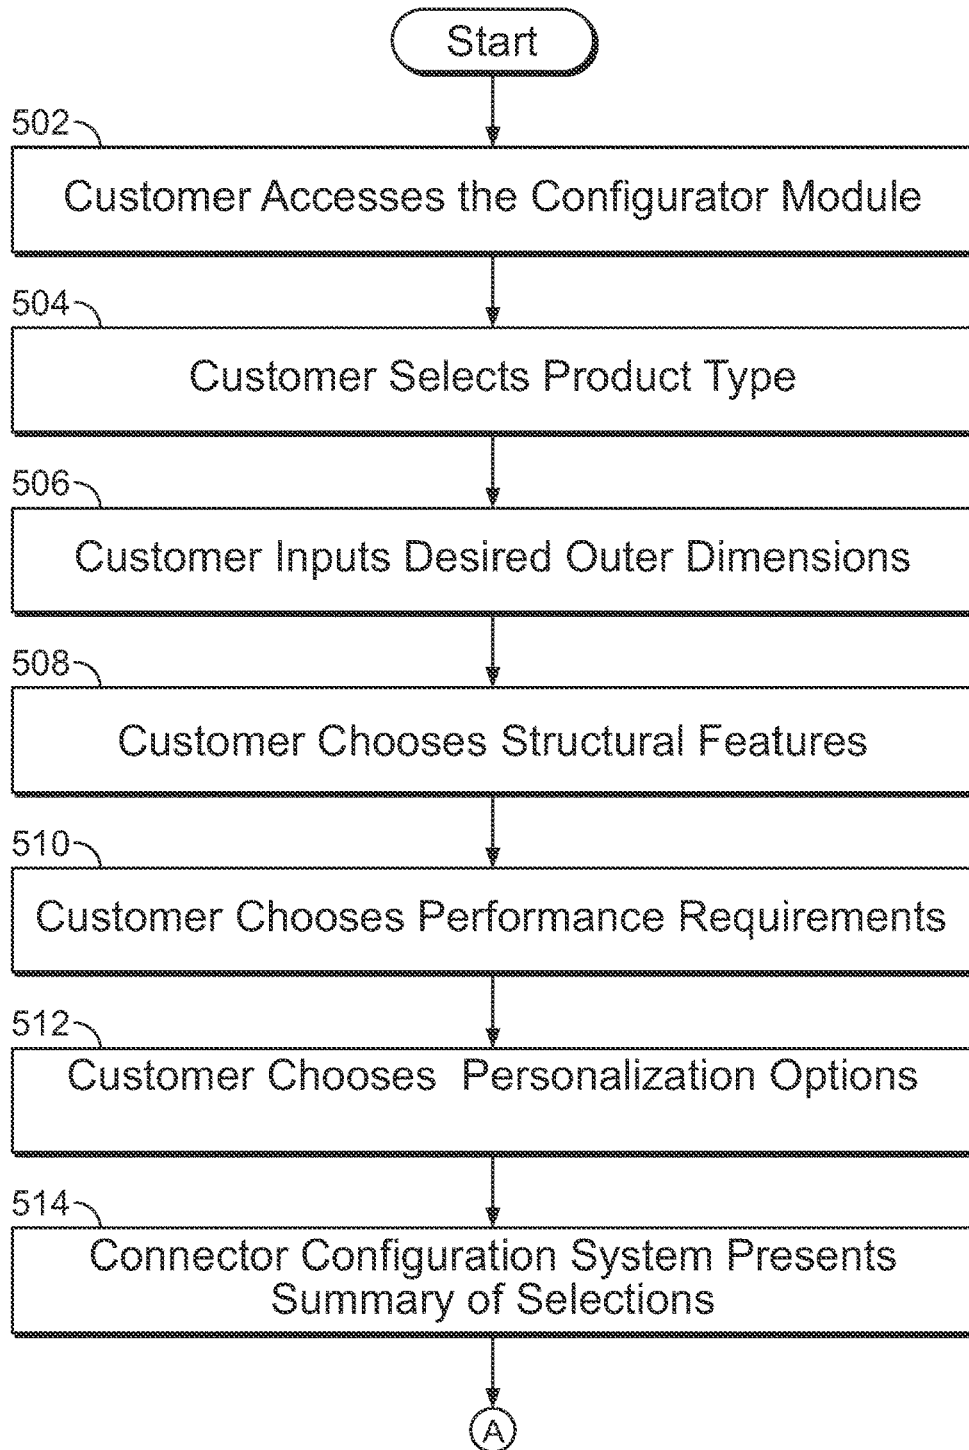 Start
502
Customer Accesses the Configurator Module
504
Customer Selects Product Type
506
Customer Inputs Desired Outer Dimensions
508
Customer Chooses Structural Features
510
Customer Chooses Performance Requirements
512
Customer Chooses Personalization Options
514
Connector Configuration System Presents
Summary of Selections
A